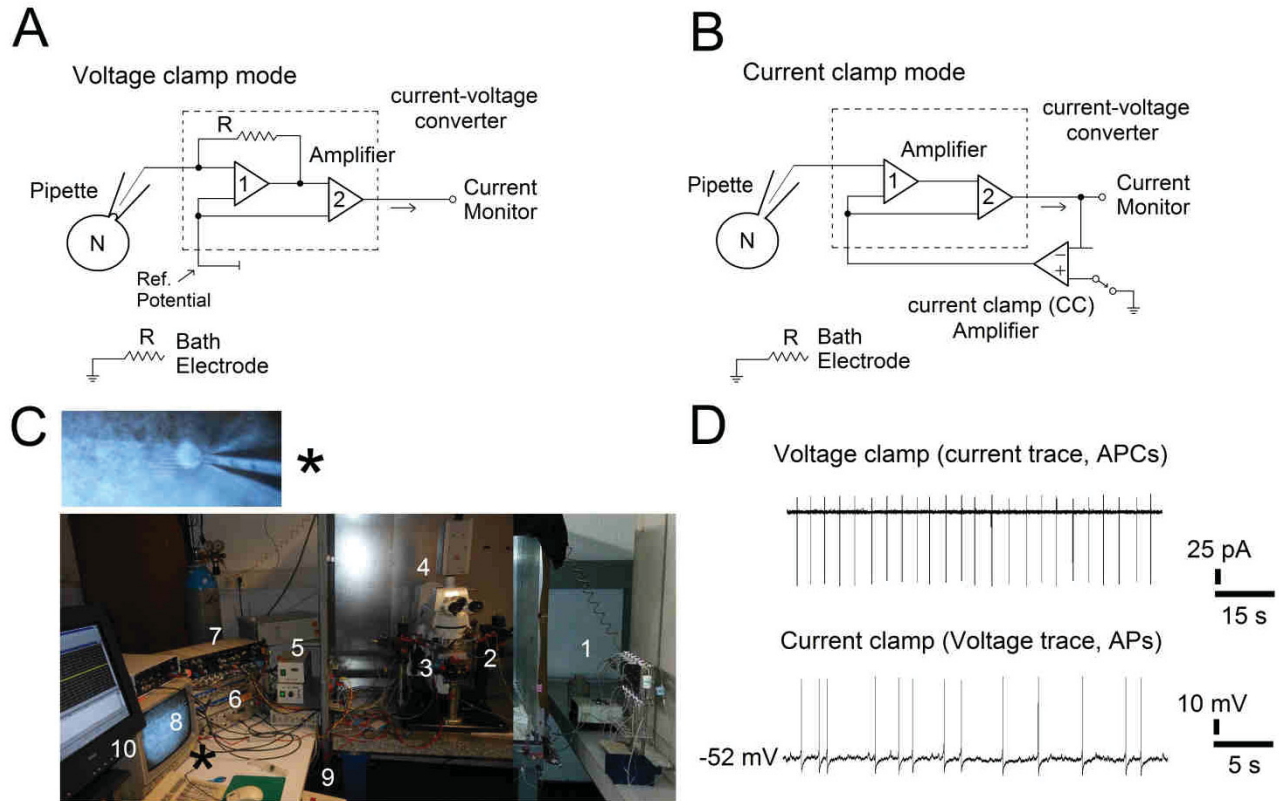 A
Voltage clamp mode
current-voltage
converter
R
Amplifier
Pipette
1
2
Current
Monitor
N
Ref.
Potential
R
Bath
Electrode
B
Current clamp mode
current-voltage
converter
Amplifier
Pipette
1
2
Current
Monitor
N
−
+
current clamp (CC)
Amplifier
R
Bath
Electrode
C
*
4
7
5
1
2
3
6
8
10
*
9
D
Voltage clamp (current trace, APCs)
25 pA
15 s
Current clamp (Voltage trace, APs)
10 mV
-52 mV
5 s